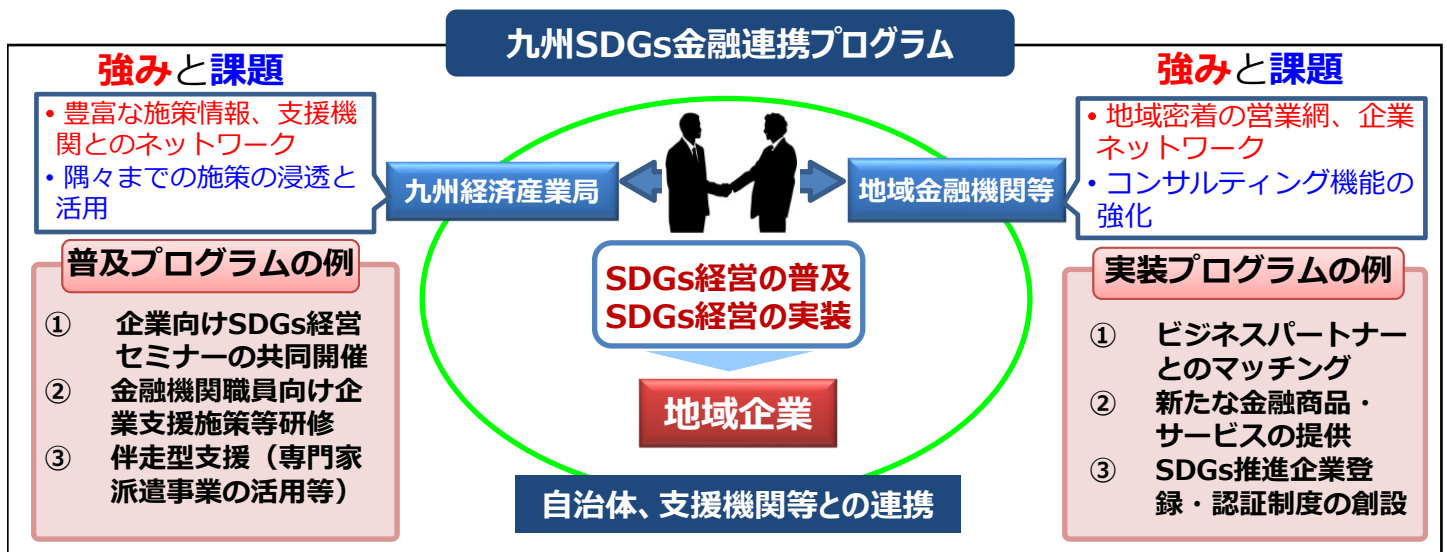 九州SDGs金融連携プログラム
強みと課題
• 豊富な施策情報、支援機
関とのネットワーク
• 隅々までの施策の浸透と
活用
九州経済産業局
地域金融機関等
強みと課題
• 地域密着の営業網、企業
ネットワーク
• コンサルティング機能の
強化
普及プログラムの例
① 企業向けSDGs経営
セミナーの共同開催
② 金融機関職員向け企
業支援施策等研修
③ 伴走型支援（専門家
派遣事業の活用等）
SDGs経営の普及
SDGs経営の実装
地域企業
自治体、支援機関等との連携
実装プログラムの例
① ビジネスパートナー
とのマッチング
② 新たな金融商品・
サービスの提供
③ SDGs推進企業登
録・認証制度の創設